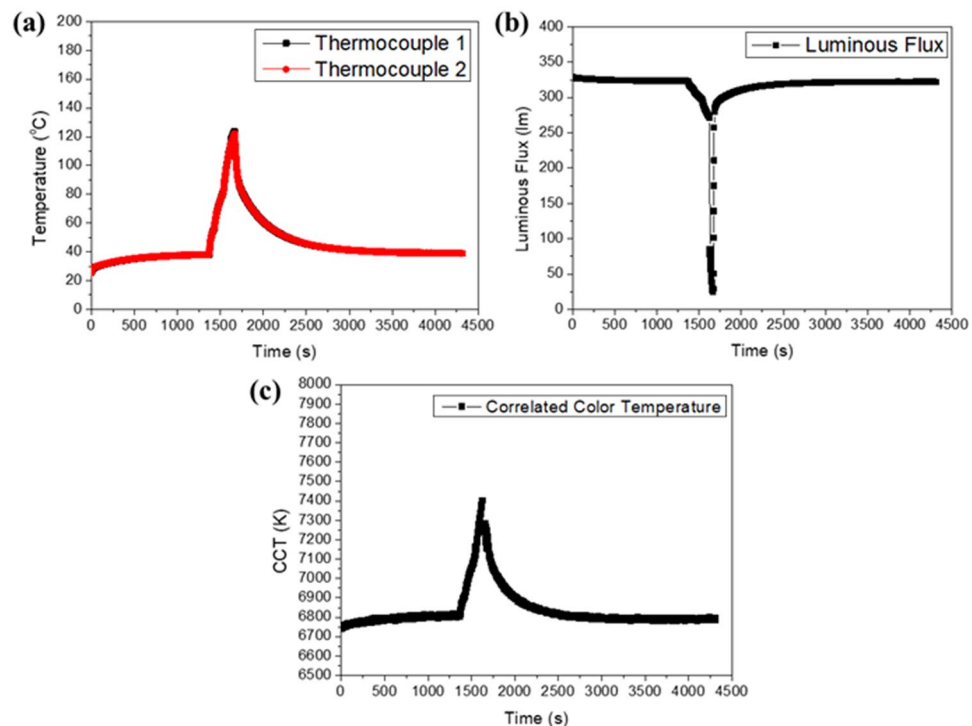 (a)
200
180
160
140
120
100
80
60
40
20
0
Temperature (°C)
Thermocouple 1
Thermocouple 2
0 500 1000 1500 2000 2500 3000 3500 4000 4500
Time (s)
(b)
400
350
300
250
200
150
100
50
0
Luminous Flux (lm)
Luminous Flux
0 500 1000 1500 2000 2500 3000 3500 4000 4500
Time (s)
(c)
8000
7900
7800
7700
7600
7500
7400
7300
7200
7100
7000
6900
6800
6700
6600
6500
CCT (K)
Correlated Color Temperature
0 500 1000 1500 2000 2500 3000 3500 4000 4500
Time (s)